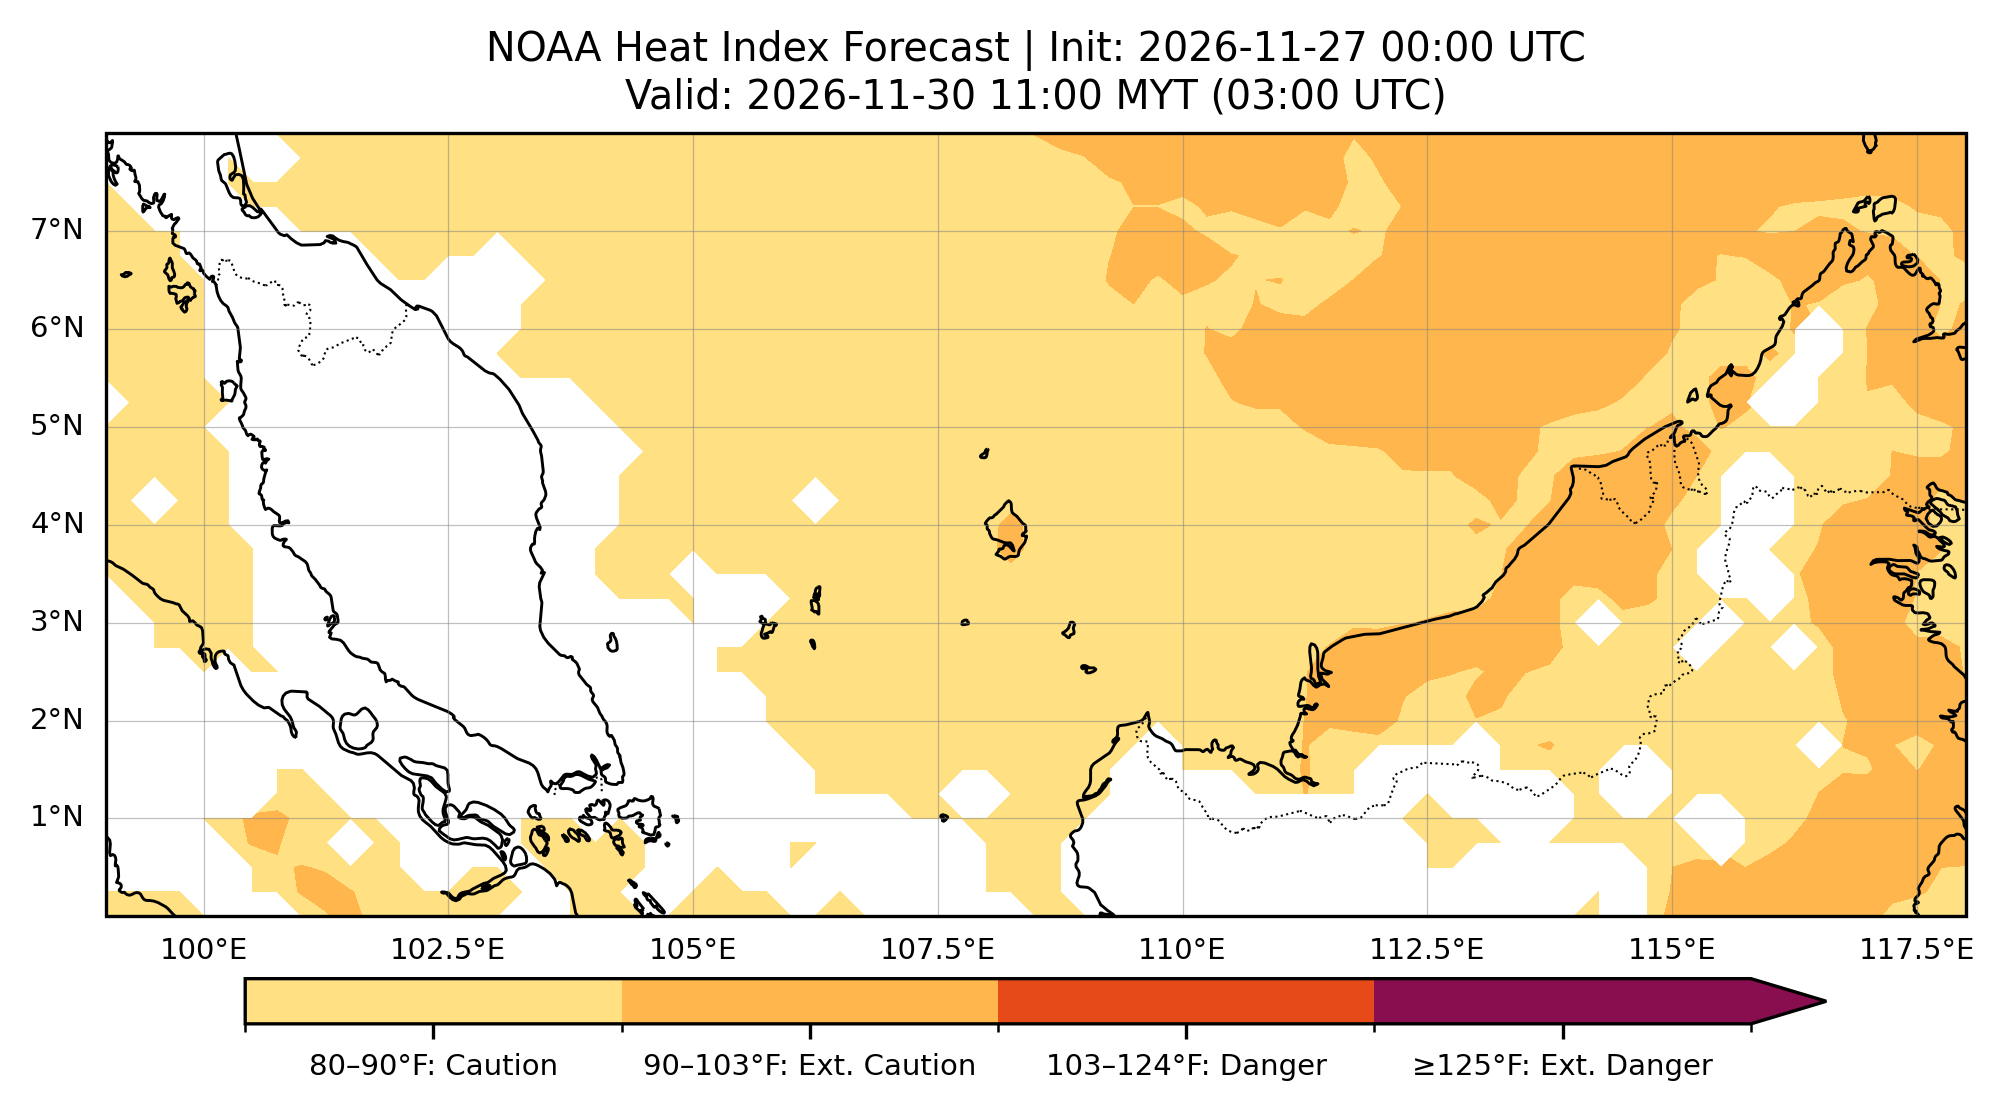 NOAA Heat Index Forecast | Init: 2026-11-27 00:00 UTC
Valid: 2026-11-30 11:00 MYT (03:00 UTC)
7°N
6°N
5°N
4°N
3°N
2°N
1°N
100°E 102.5°E 105°E 107.5°E 110°E 112.5°E 115°E 117.5°E
80–90°F: Caution 90–103°F: Ext. Caution 103–124°F: Danger ≥125°F: Ext. Danger